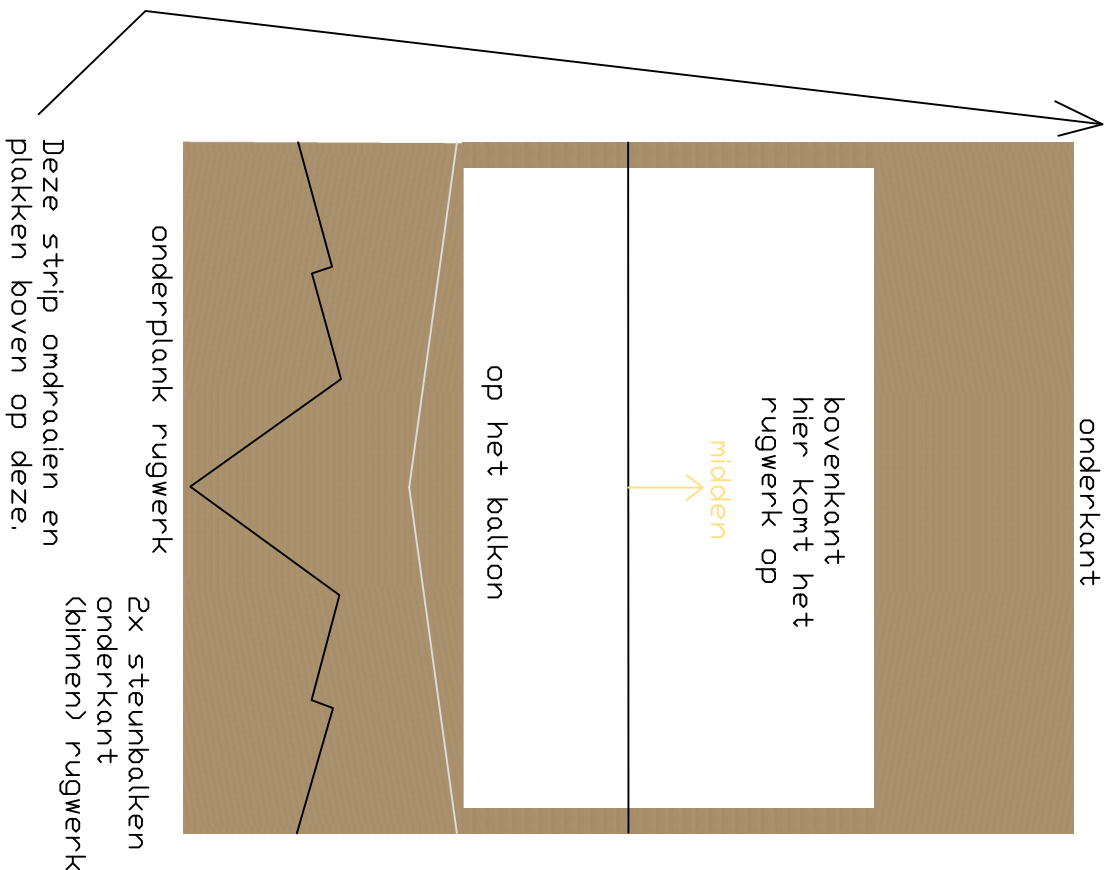 onderkant
bovenkant
hier komt het
rugwerk op
midden
op het balkon
onderplank rugwerk
2x steunbalken
onderkant
(binnen) rugwerk
Deze strip omdraaien en
plakken boven op deze.